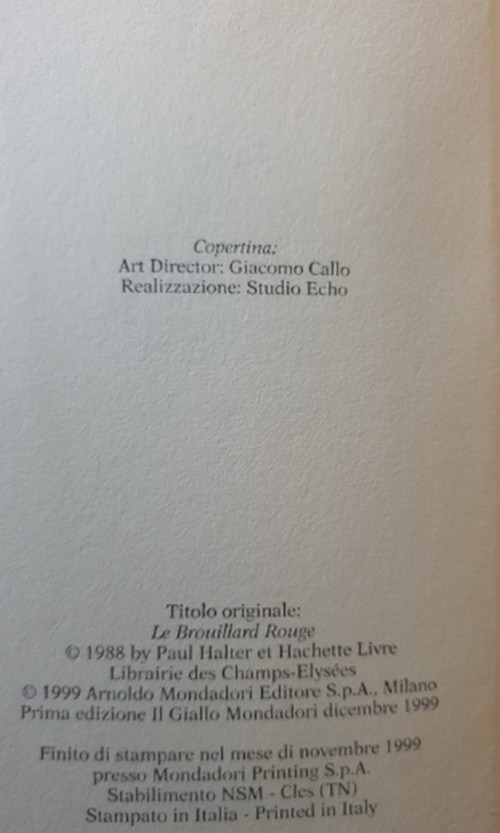 Copertina:
Art Director: Giacomo Callo
Realizzazione: Studio Echo
Titolo originale:
Le Brouillard Rouge
© 1988 by Paul Halter et Hachette Livre
Librairie des Champs-Elysées
© 1999 Arnoldo Mondadori Editore S.p.A., Milano
Prima edizione Il Giallo Mondadori dicembre 1999
Finito di stampare nel mese di novembre 1999
presso Mondadori Printing S.p.A.
Stabilimento NSM - Cles (TN)
Stampato in Italia - Printed in Italy